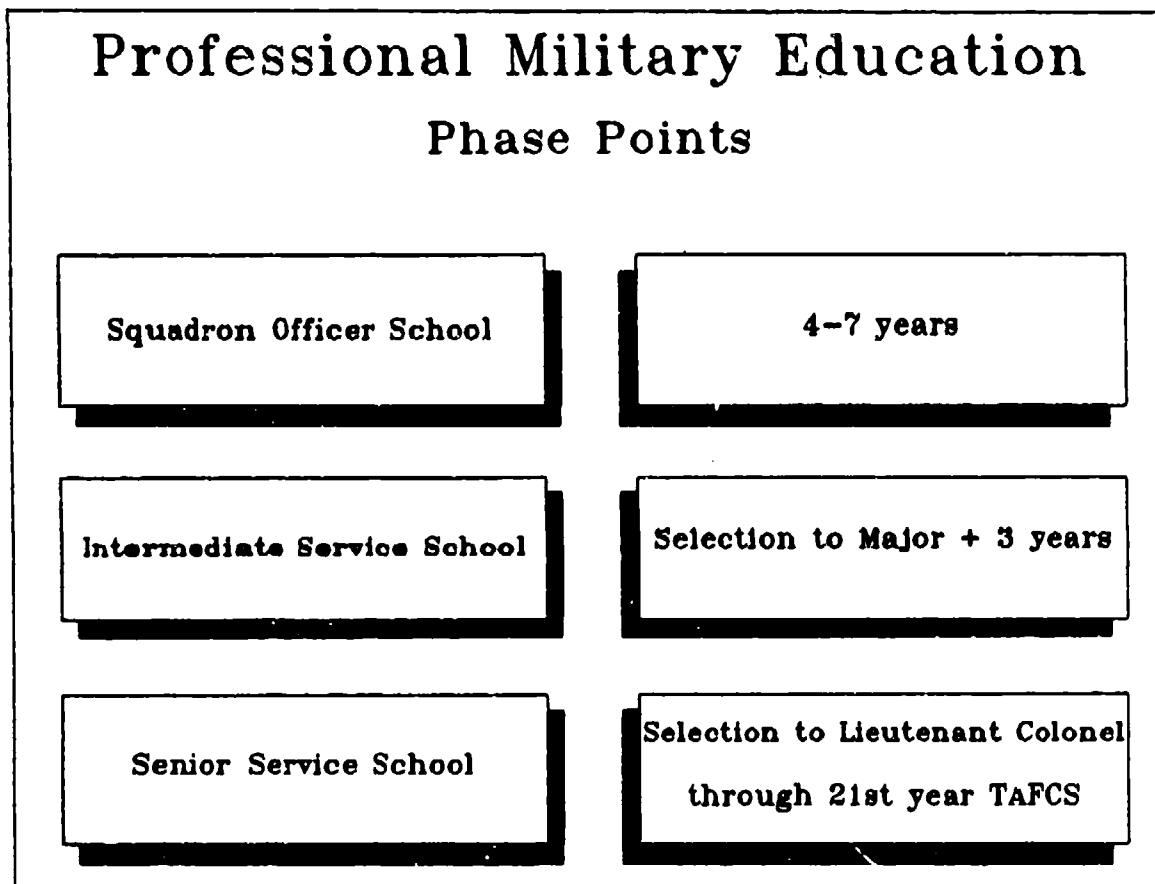 Professional Military Education
Phase Points
Squadron Officer School
4-7 years
Intermediate Service School
Selection to Major + 3 years
Senior Service School
Selection to Lieutenant Colonel
through 21st year TAFCS